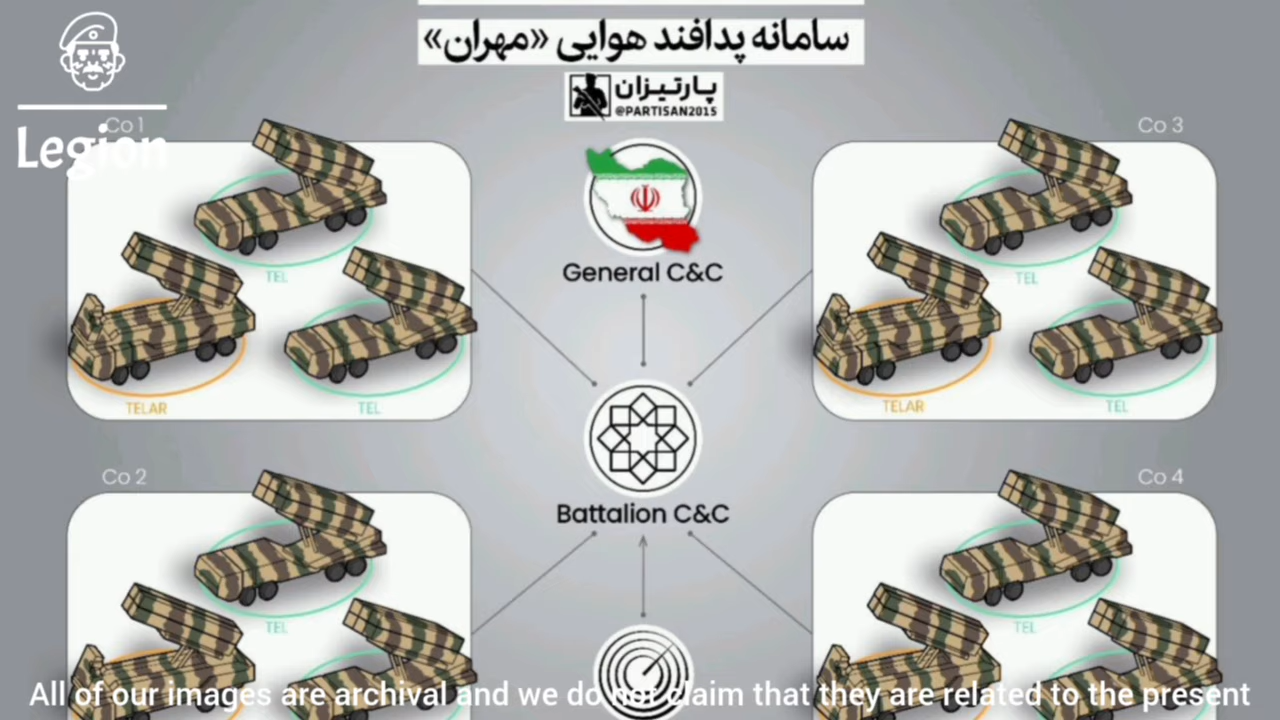 سامانه پدافند هوایی «مهران»
پارتیزان
@PARTISAN2015
Legion
Co 1
TEL
TELAR
TEL
General C&C
Co 3
TEL
TELAR
TEL
Battalion C&C
Co 2
TEL
Co 4
TEL
All of our images are archival and we do not claim that they are related to the present